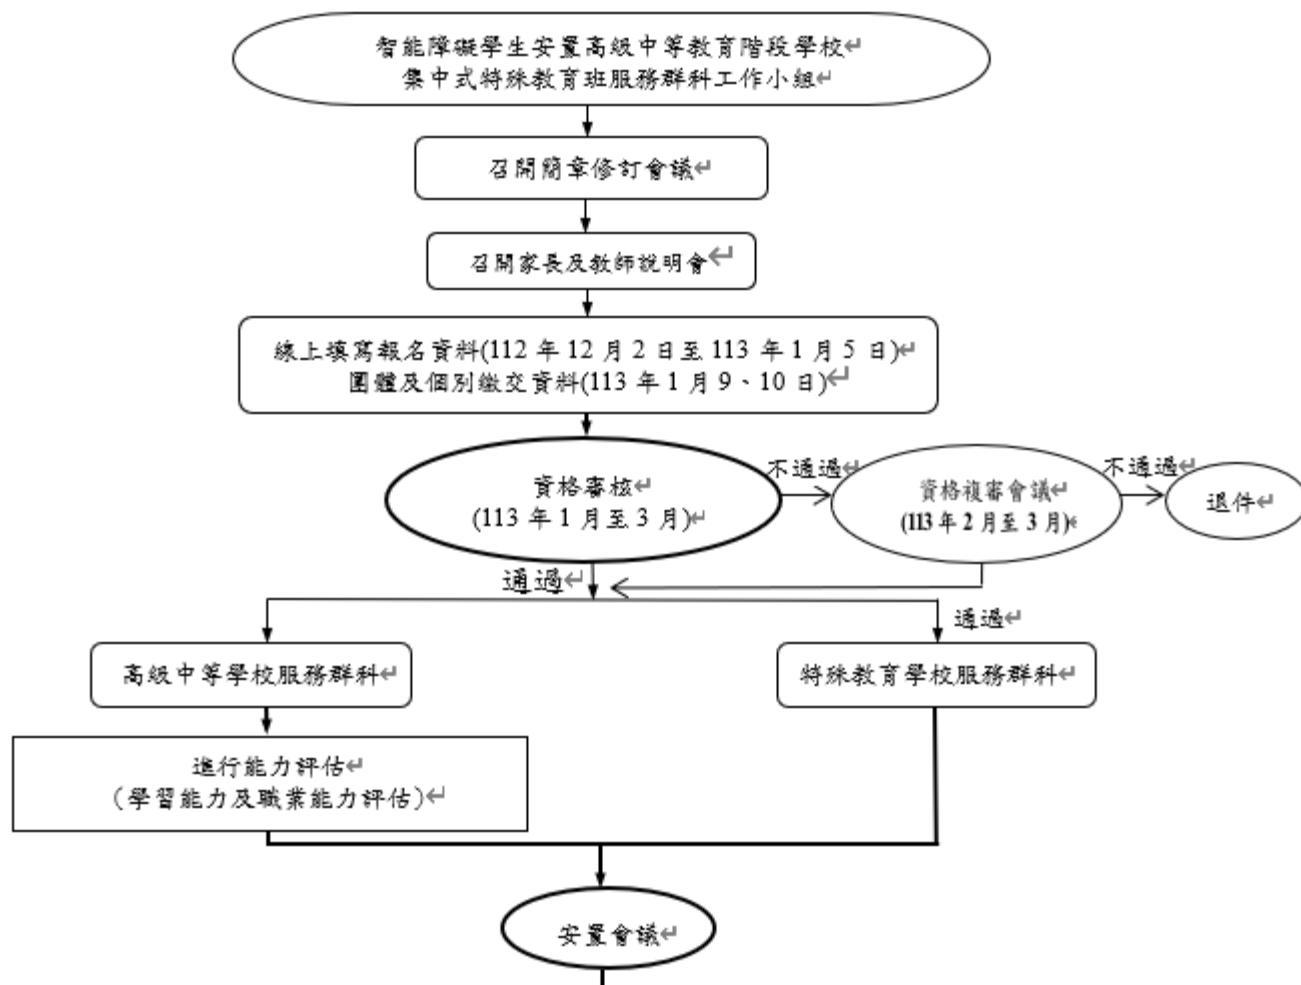 智能障礙學生安置高級中等教育階段學校
集中式特殊教育班服務群科工作小組
召開簡章修訂會議
召開家長及教師說明會
線上填寫報名資料(112 年 12 月 2 日至 113 年 1 月 5 日)
團體及個別繳交資料(113 年 1 月 9、10 日)
資格審核
(113 年 1 月至 3 月)
不通過
資格複審會議
(113 年 2 月至 3 月)
不通過
退件
通過
通過
高級中等學校服務群科
特殊教育學校服務群科
進行能力評估
（學習能力及職業能力評估）
安置會議